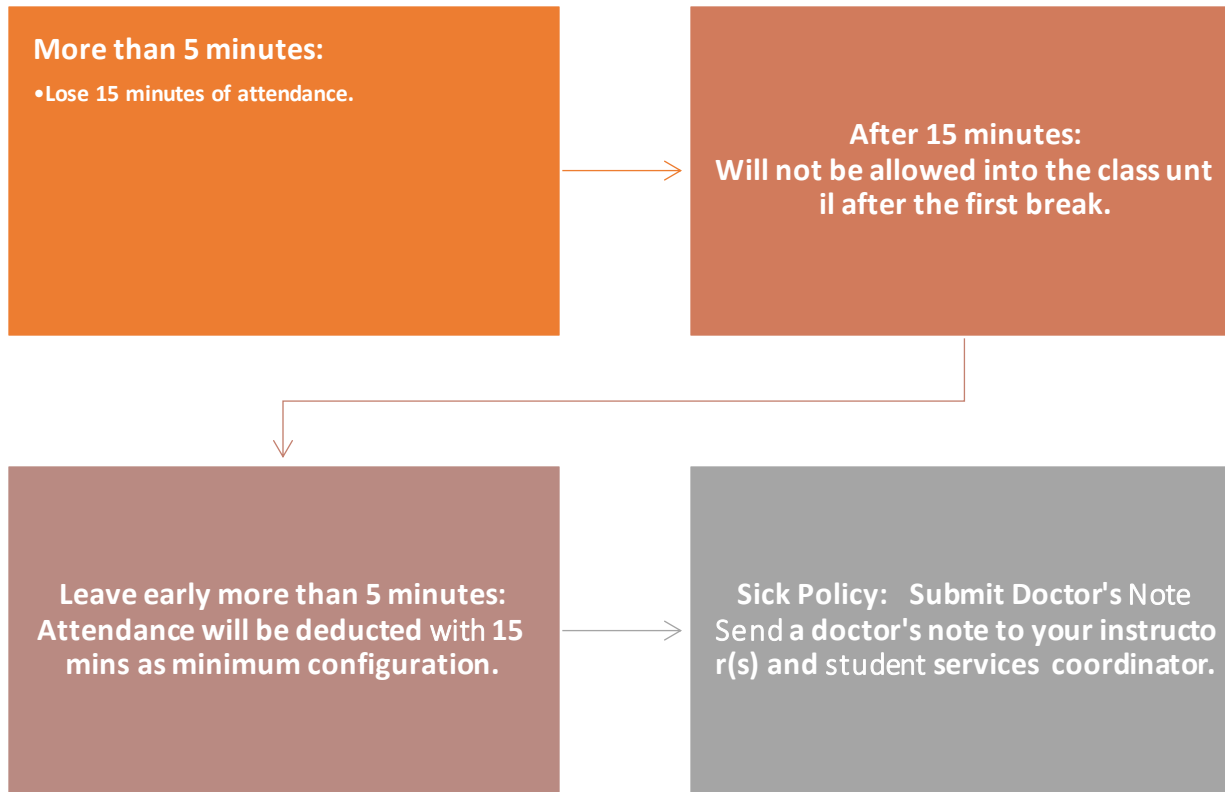 More than 5 minutes:
•Lose 15 minutes of attendance.
After 15 minutes:
Will not be allowed into the class unt
il after the first break.
Leave early more than 5 minutes:
Attendance will be deducted with 15
mins as minimum configuration.
Sick Policy: Submit Doctor's Note
Send a doctor's note to your instructo
r(s) and student services coordinator.